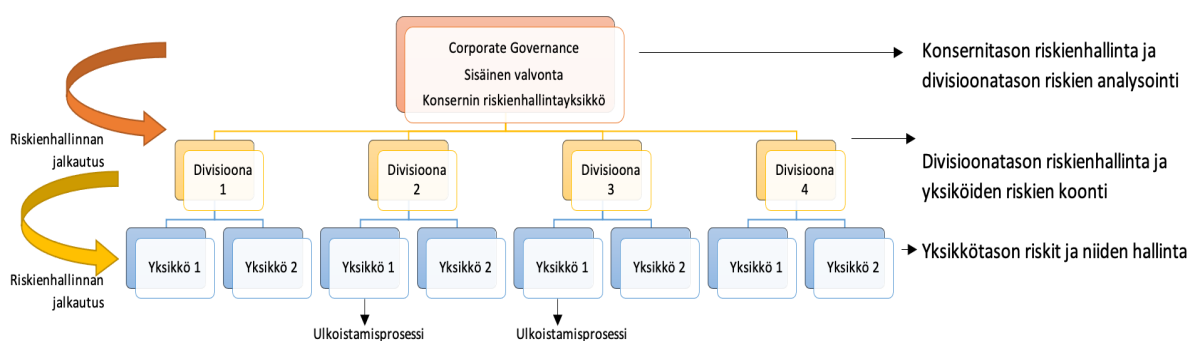 Corporate Governance
Sisäinen valvonta
Konsernin riskienhallintayksikkö
Konsernitason riskienhallinta ja
divisioonatason riskien analysointi
Riskienhallinnan
jalkautus
Divisioona
1
Divisioona
2
Divisioona
3
Divisioona
4
Divisioonatason riskienhallinta ja
yksiköiden riskien koonti
Riskienhallinnan
jalkautus
Yksikkö 1
Yksikkö 2
Yksikkö 1
Yksikkö 2
Yksikkö 1
Yksikkö 2
Yksikkö 1
Yksikkö 2
Yksikkötason riskit ja niiden hallinta
Ulkoistamisprosessi
Ulkoistamisprosessi